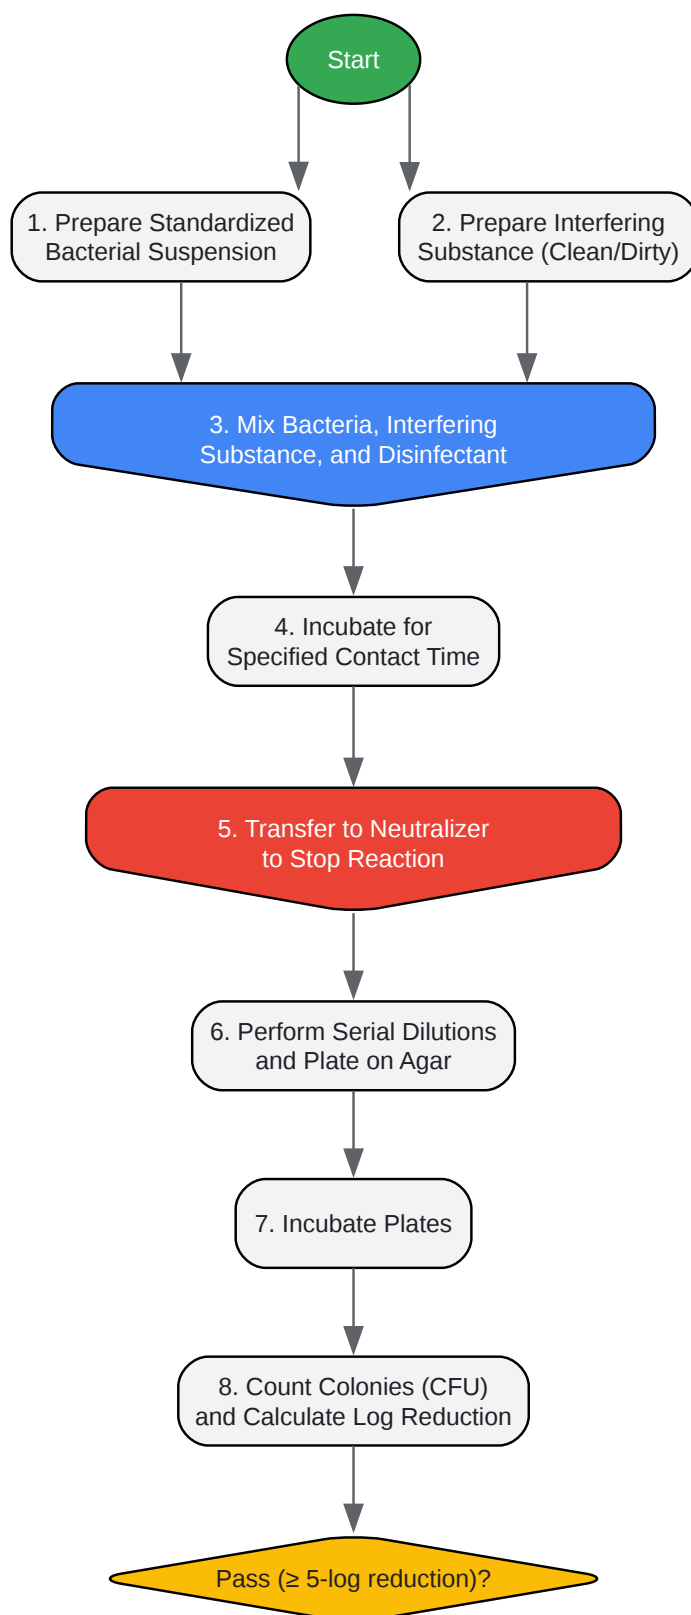 Start
1. Prepare Standardized
Bacterial Suspension
2. Prepare Interfering
Substance (Clean/Dirty)
3. Mix Bacteria, Interfering
Substance, and Disinfectant
4. Incubate for
Specified Contact Time
5. Transfer to Neutralizer
to Stop Reaction
6. Perform Serial Dilutions
and Plate on Agar
7. Incubate Plates
8. Count Colonies (CFU)
and Calculate Log Reduction
Pass (≥ 5-log reduction)?